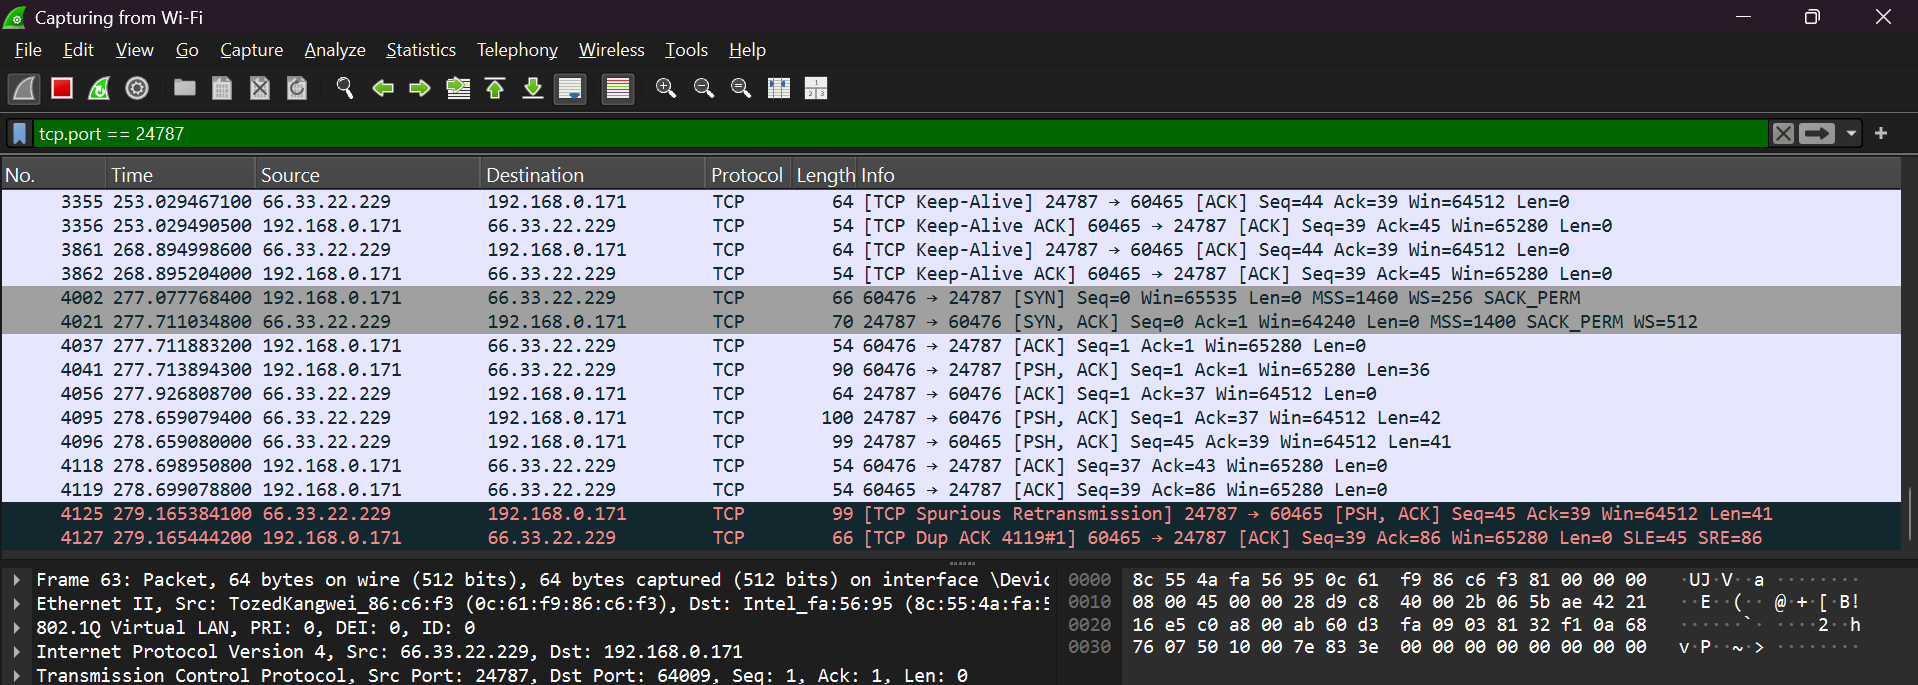 Capturing from Wi-Fi
File Edit View Go Capture Analyze Statistics Telephony Wireless Tools Help
tcp.port == 24787
No. Time Source Destination Protocol Length Info
3355 253.029467100 66.33.22.229 192.168.0.171 TCP 64 [TCP Keep-Alive] 24787 → 60465 [ACK] Seq=44 Ack=39 Win=64512 Len=0
3356 253.029490500 192.168.0.171 66.33.22.229 TCP 54 [TCP Keep-Alive ACK] 60465 → 24787 [ACK] Seq=39 Ack=45 Win=65280 Len=0
3861 268.894998600 66.33.22.229 192.168.0.171 TCP 64 [TCP Keep-Alive] 24787 → 60465 [ACK] Seq=44 Ack=39 Win=64512 Len=0
3862 268.895204000 192.168.0.171 66.33.22.229 TCP 54 [TCP Keep-Alive ACK] 60465 → 24787 [ACK] Seq=39 Ack=45 Win=65280 Len=0
4002 277.077768400 192.168.0.171 66.33.22.229 TCP 66 60476 → 24787 [SYN] Seq=0 Win=65535 Len=0 MSS=1460 WS=256 SACK_PERM
4021 277.711034800 66.33.22.229 192.168.0.171 TCP 70 24787 → 60476 [SYN, ACK] Seq=0 Ack=1 Win=64240 Len=0 MSS=1400 SACK_PERM WS=512
4037 277.711883200 192.168.0.171 66.33.22.229 TCP 54 60476 → 24787 [ACK] Seq=1 Ack=1 Win=65280 Len=0
4041 277.713894300 192.168.0.171 66.33.22.229 TCP 90 60476 → 24787 [PSH, ACK] Seq=1 Ack=1 Win=65280 Len=36
4056 277.926808700 66.33.22.229 192.168.0.171 TCP 64 24787 → 60476 [ACK] Seq=1 Ack=37 Win=64512 Len=0
4095 278.659079400 66.33.22.229 192.168.0.171 TCP 100 24787 → 60476 [PSH, ACK] Seq=1 Ack=37 Win=64512 Len=42
4096 278.659080000 66.33.22.229 192.168.0.171 TCP 99 24787 → 60465 [PSH, ACK] Seq=45 Ack=39 Win=64512 Len=41
4118 278.698950800 192.168.0.171 66.33.22.229 TCP 54 60476 → 24787 [ACK] Seq=37 Ack=43 Win=65280 Len=0
4119 278.699078800 192.168.0.171 66.33.22.229 TCP 54 60465 → 24787 [ACK] Seq=39 Ack=86 Win=65280 Len=0
4125 279.165384100 66.33.22.229 192.168.0.171 TCP 99 [TCP Spurious Retransmission] 24787 → 60465 [PSH, ACK] Seq=45 Ack=39 Win=64512 Len=41
4127 279.165444200 192.168.0.171 66.33.22.229 TCP 66 [TCP Dup ACK 4119#1] 60465 → 24787 [ACK] Seq=39 Ack=86 Win=65280 Len=0 SLE=45 SRE=86
Frame 63: Packet, 64 bytes on wire (512 bits), 64 bytes captured (512 bits) on interface \Devic
Ethernet II, Src: TozedKangwei_86:c6:f3 (0c:61:f9:86:c6:f3), Dst: Intel_fa:56:95 (8c:55:4a:fa:5
802.1Q Virtual LAN, PRI: 0, DEI: 0, ID: 0
Internet Protocol Version 4, Src: 66.33.22.229, Dst: 192.168.0.171
Transmission Control Protocol, Src Port: 24787, Dst Port: 64009, Seq: 1, Ack: 1, Len: 0
0000 8c 55 4a fa 56 95 0c 61 f9 86 c6 f3 81 00 00 00 ·UJ·V··a ········
0010 08 00 45 00 00 28 d9 c8 40 00 2b 06 5b ae 42 21 ··E··(·· @·+·[·B!
0020 16 e5 c0 a8 00 ab 60 d3 fa 09 03 81 32 f1 0a 68 ······`· ····2··h
0030 76 07 50 10 00 7e 83 3e 00 00 00 00 00 00 00 00 v·P··~·> ········